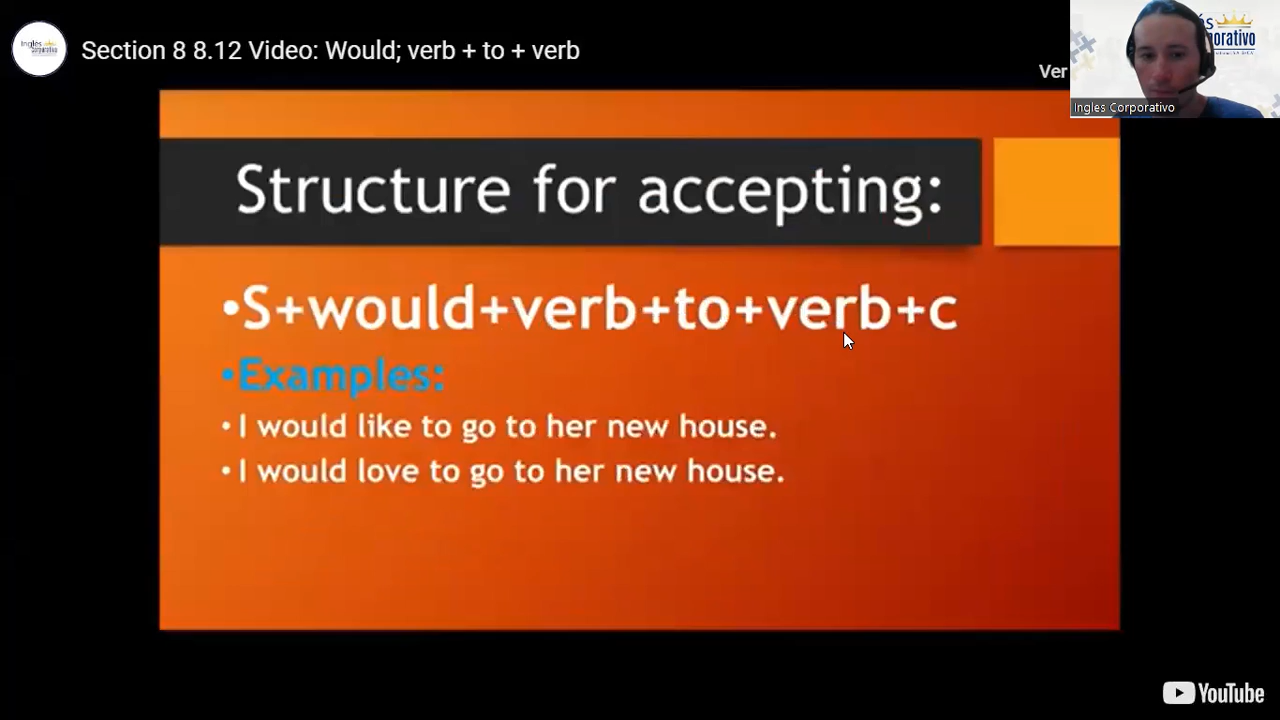 Section 8 8.12 Video: Would; verb + to + verb
Ver
Ingles Corporativo
Structure for accepting:
•S+would+verb+to+verb+c
•Examples:
•I would like to go to her new house.
•I would love to go to her new house.
YouTube